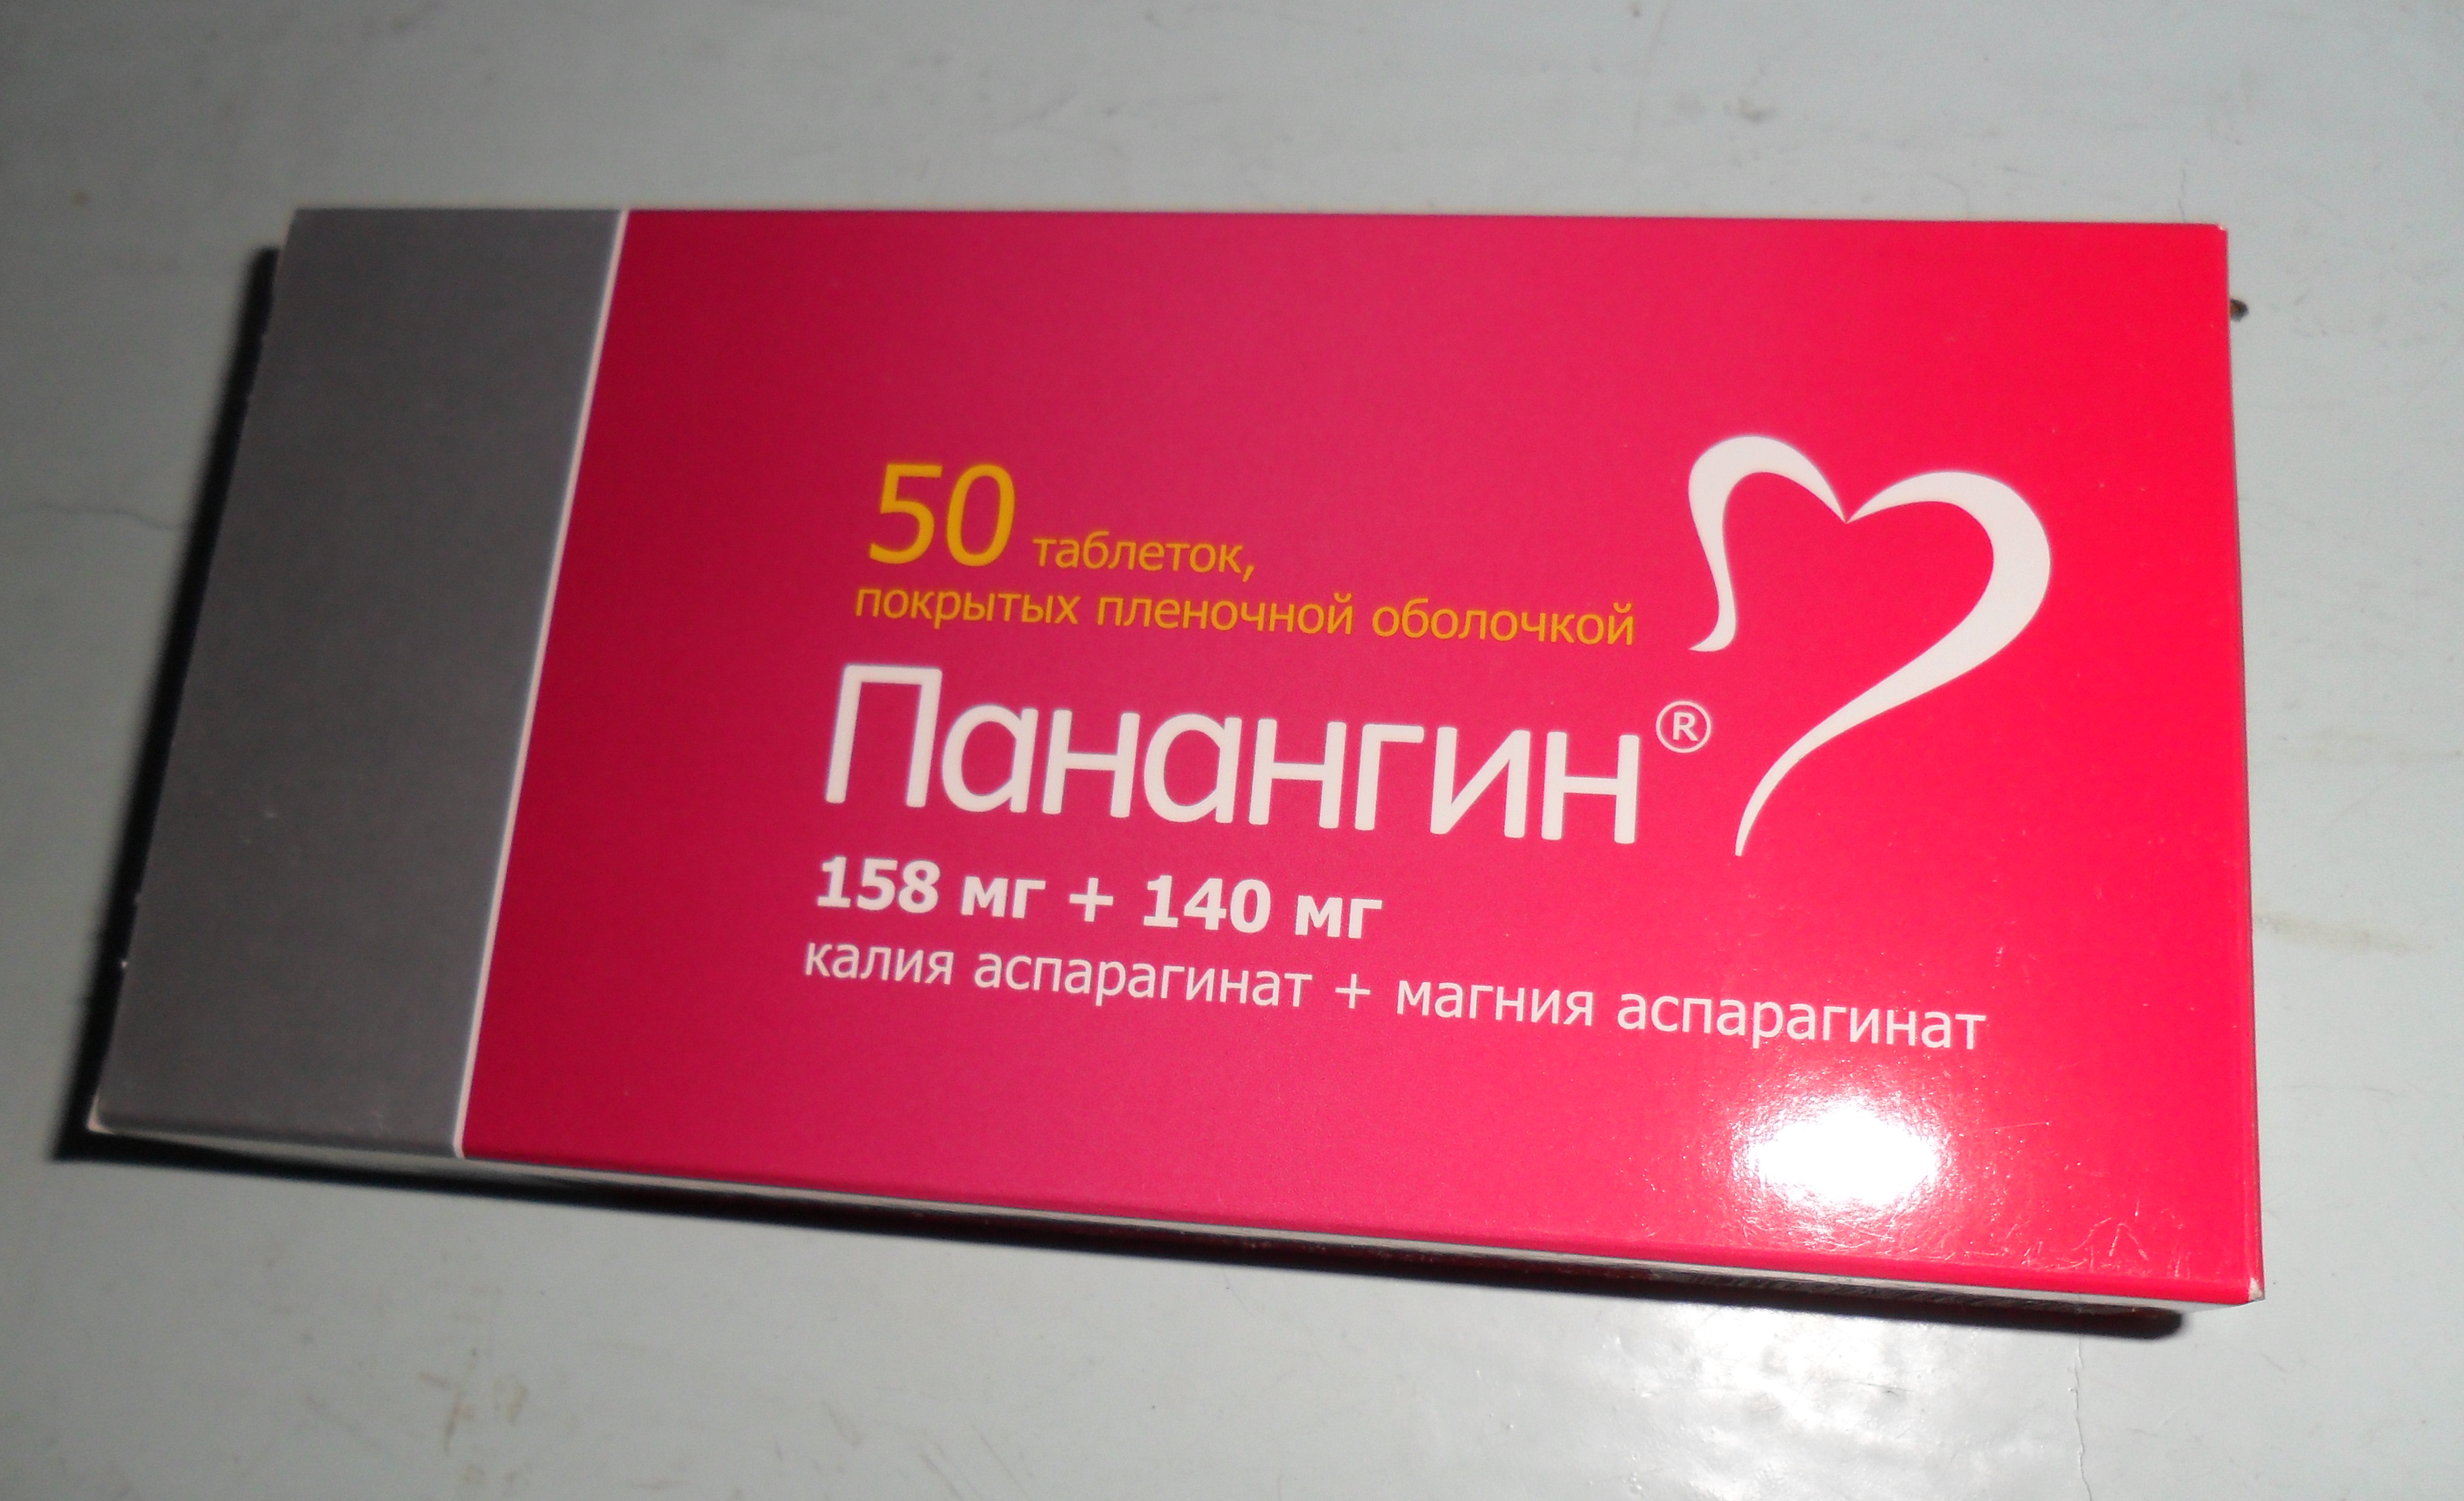 50 таблеток,
покрытых пленочной оболочкой
Панангин®
158 мг + 140 мг
калия аспарагинат + магния аспарагинат